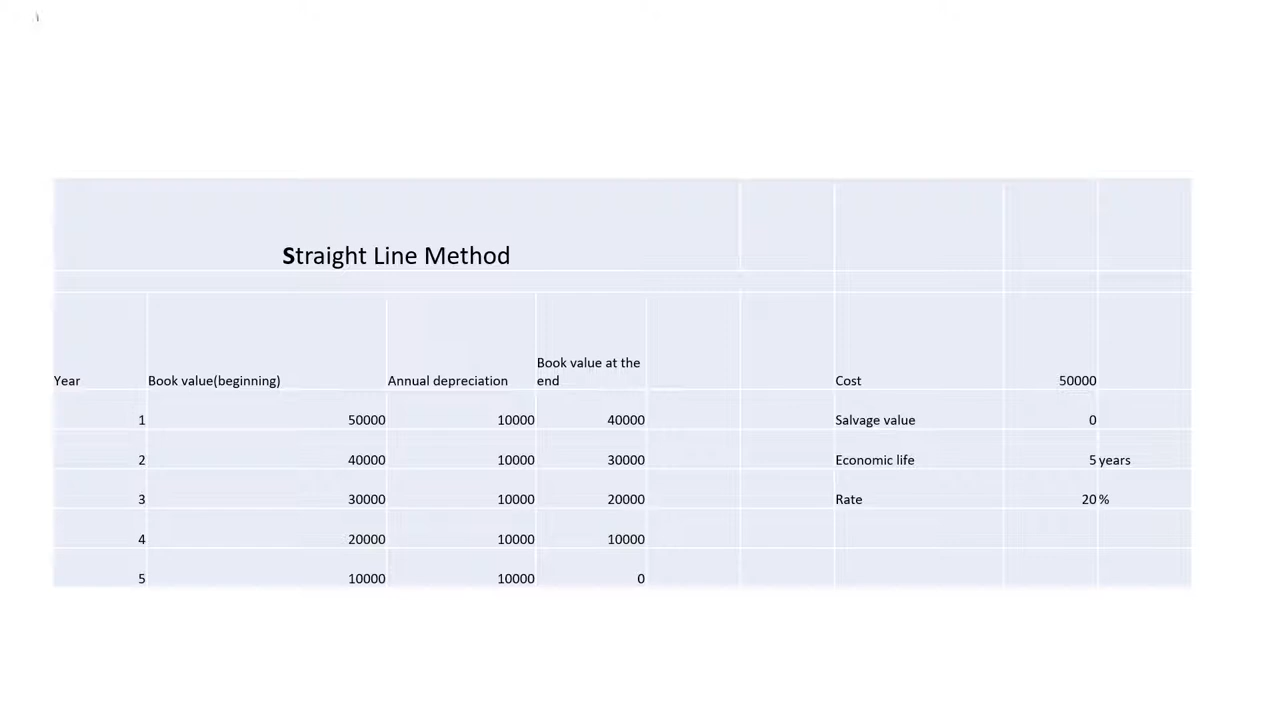 Straight Line Method
Year Book value(beginning) Annual depreciation Book value at the end Cost 50000
1 50000 10000 40000 Salvage value 0
2 40000 10000 30000 Economic life 5 years
3 30000 10000 20000 Rate 20 %
4 20000 10000 10000
5 10000 10000 0